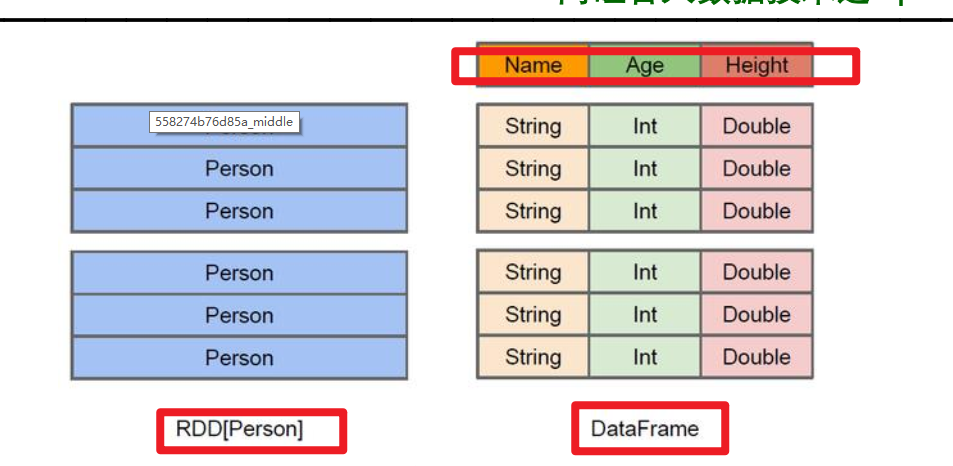 Name Age Height
558274b76d85a_middle String Int Double
Person String Int Double
Person String Int Double
Person String Int Double
Person String Int Double
Person String Int Double
RDD[Person] DataFrame